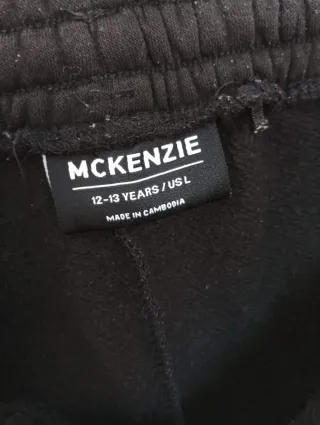 MCKENZIE
12-13 YEARS / US L
MADE IN CAMBODIA